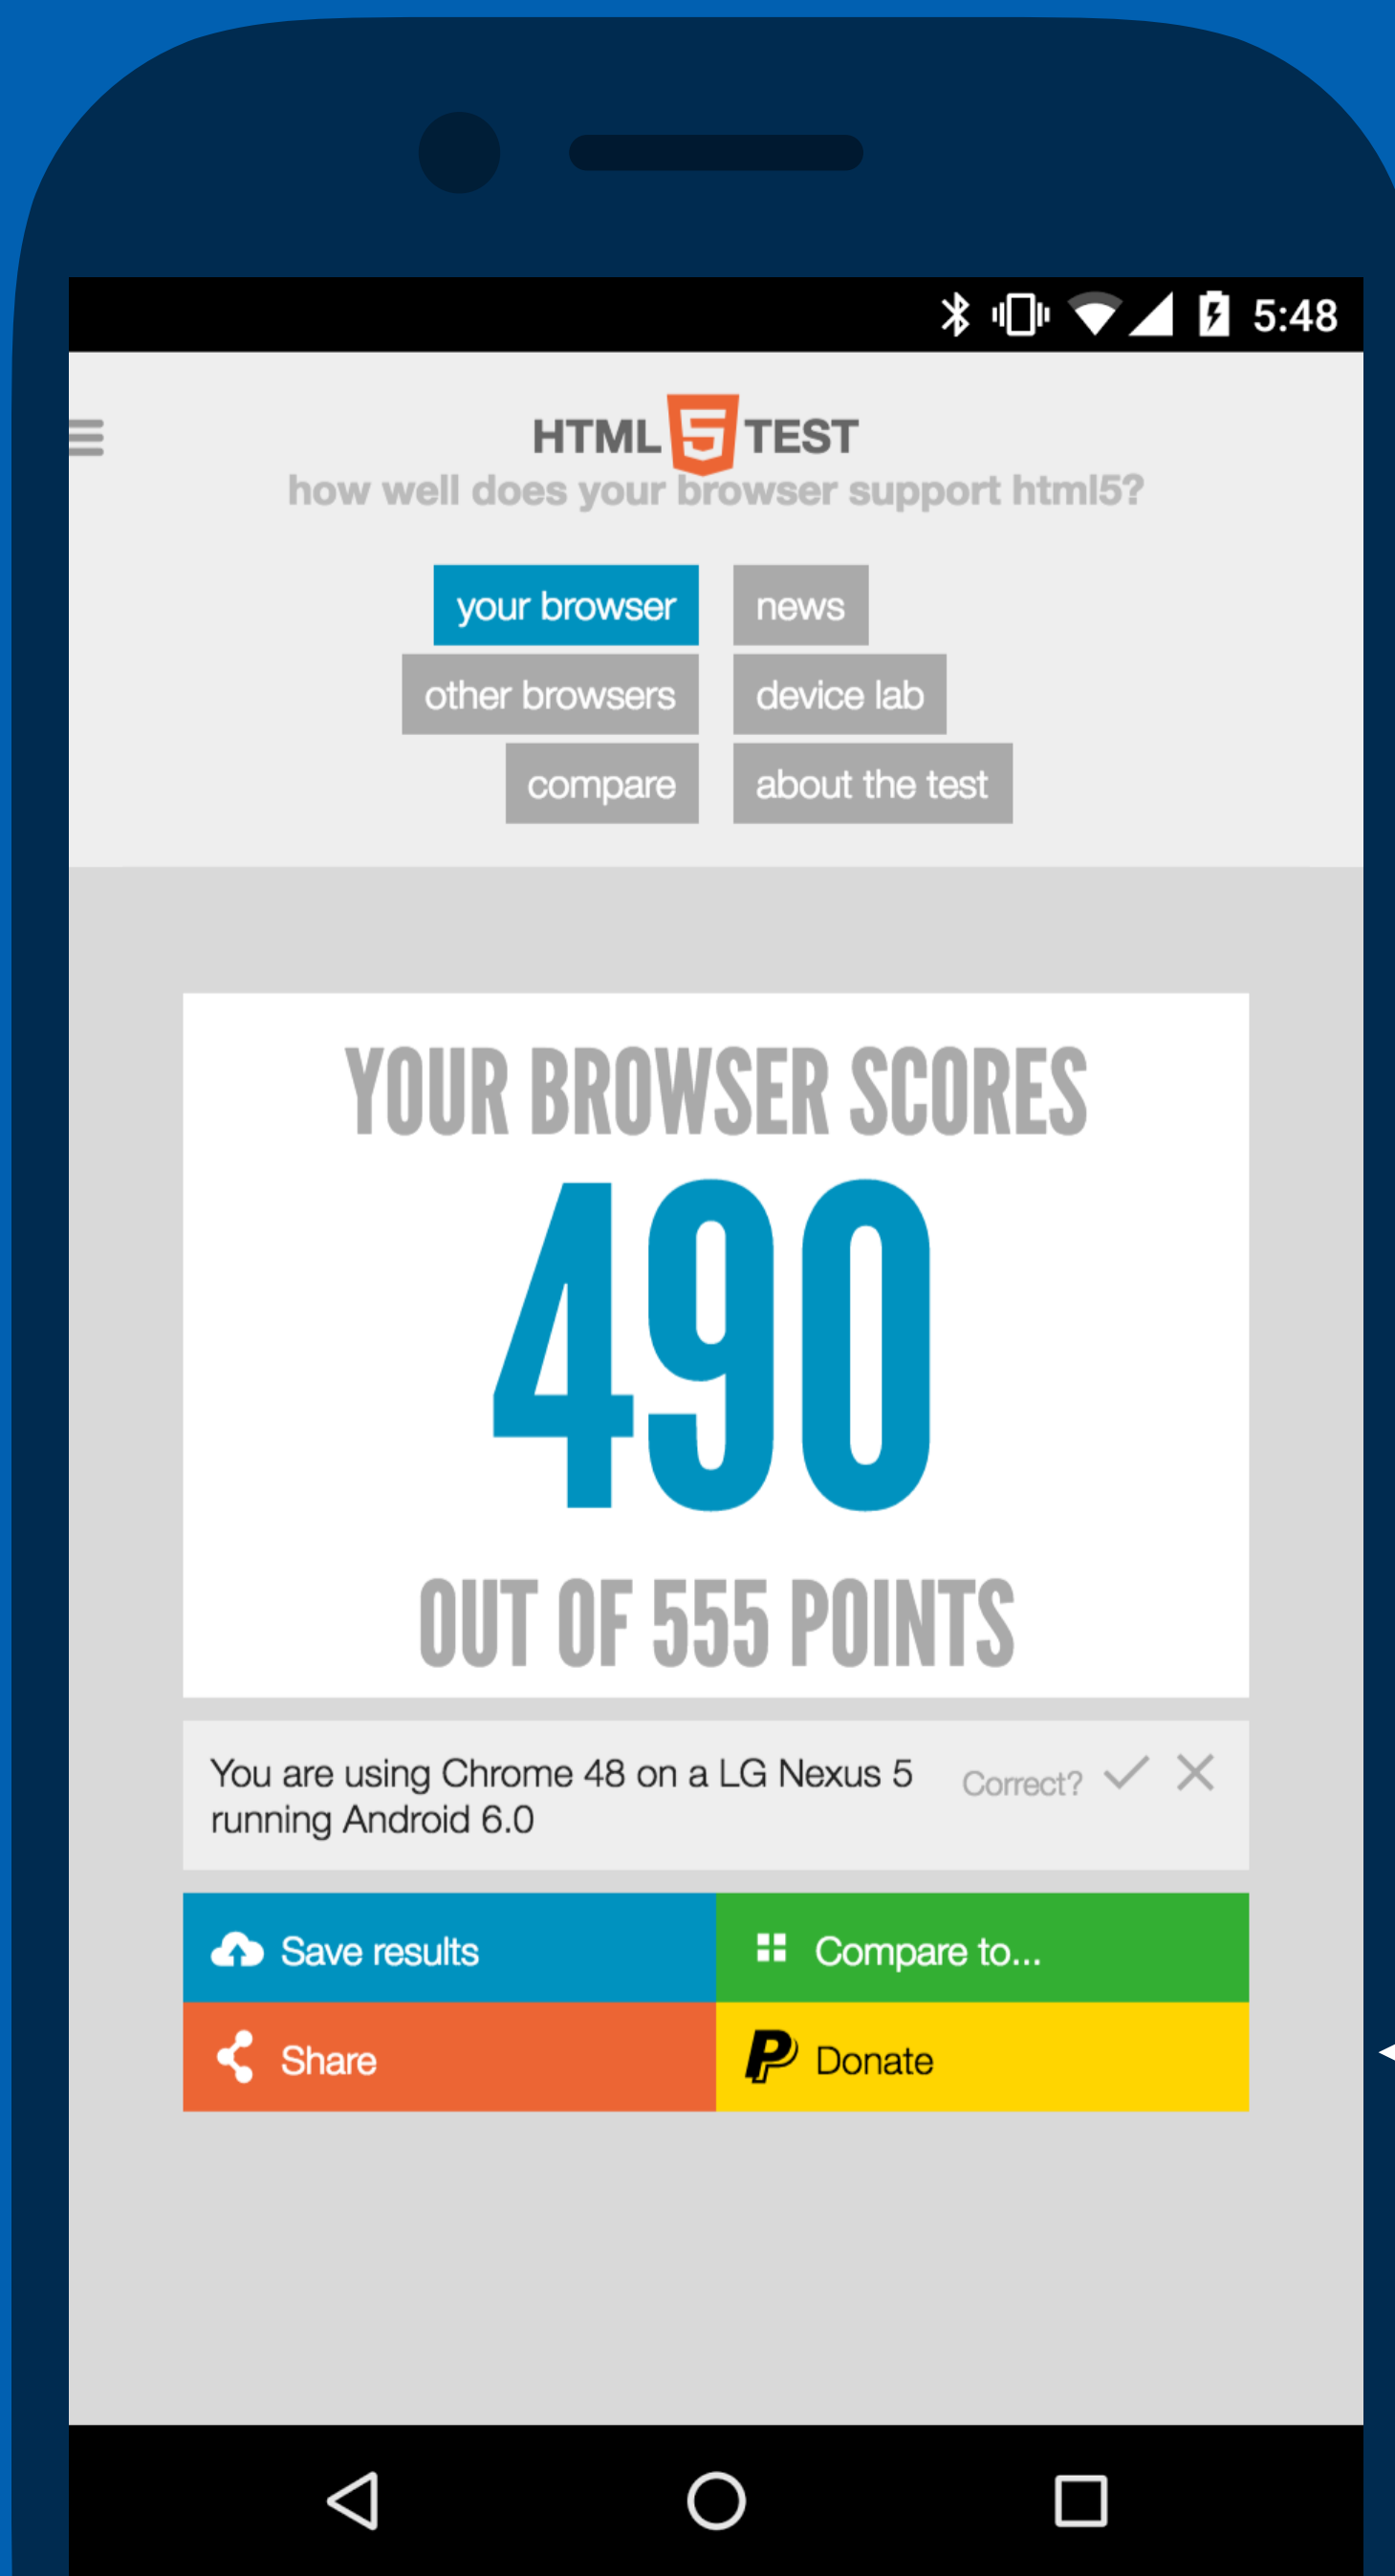 5:48
HTML 5 TEST
how well does your browser support html5?
your browser
news
other browsers
device lab
compare
about the test
YOUR BROWSER SCORES
490
OUT OF 555 POINTS
You are using Chrome 48 on a LG Nexus 5
running Android 6.0
Correct?
Save results
Compare to...
Share
Donate